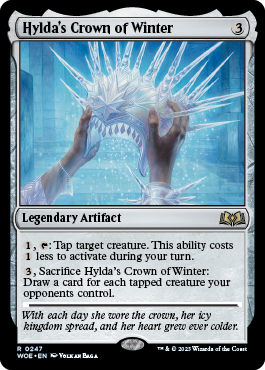 Hylda's Crown of Winter 3
1, T: Tap target creature. This ability costs
1 less to activate during your turn.
3, Sacrifice Hylda's Crown of Winter:
Draw a card for each tapped creature your
opponents control.
With each day she wore the crown, her icy
kingdom spread, and her heart grew ever colder.
R 0247
WOE • EN Volkan Baga
™ & © 2023 Wizards of the Coast